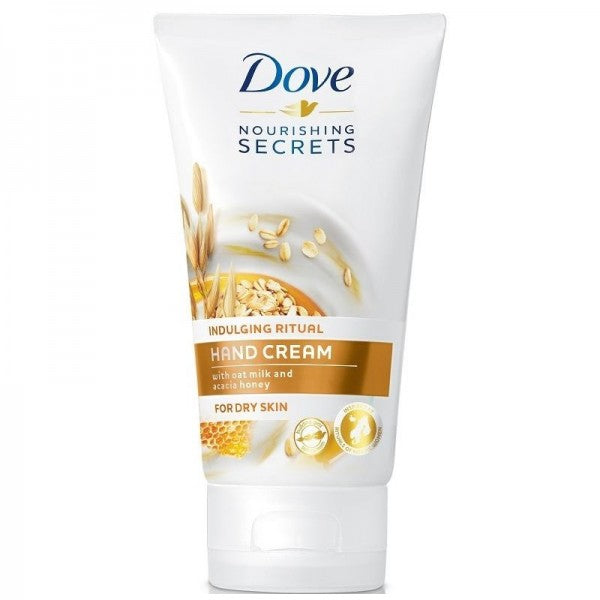 Dove
NOURISHING
SECRETS
INDULGING RITUAL
HAND CREAM
with oat milk and
acacia honey
FOR DRY SKIN